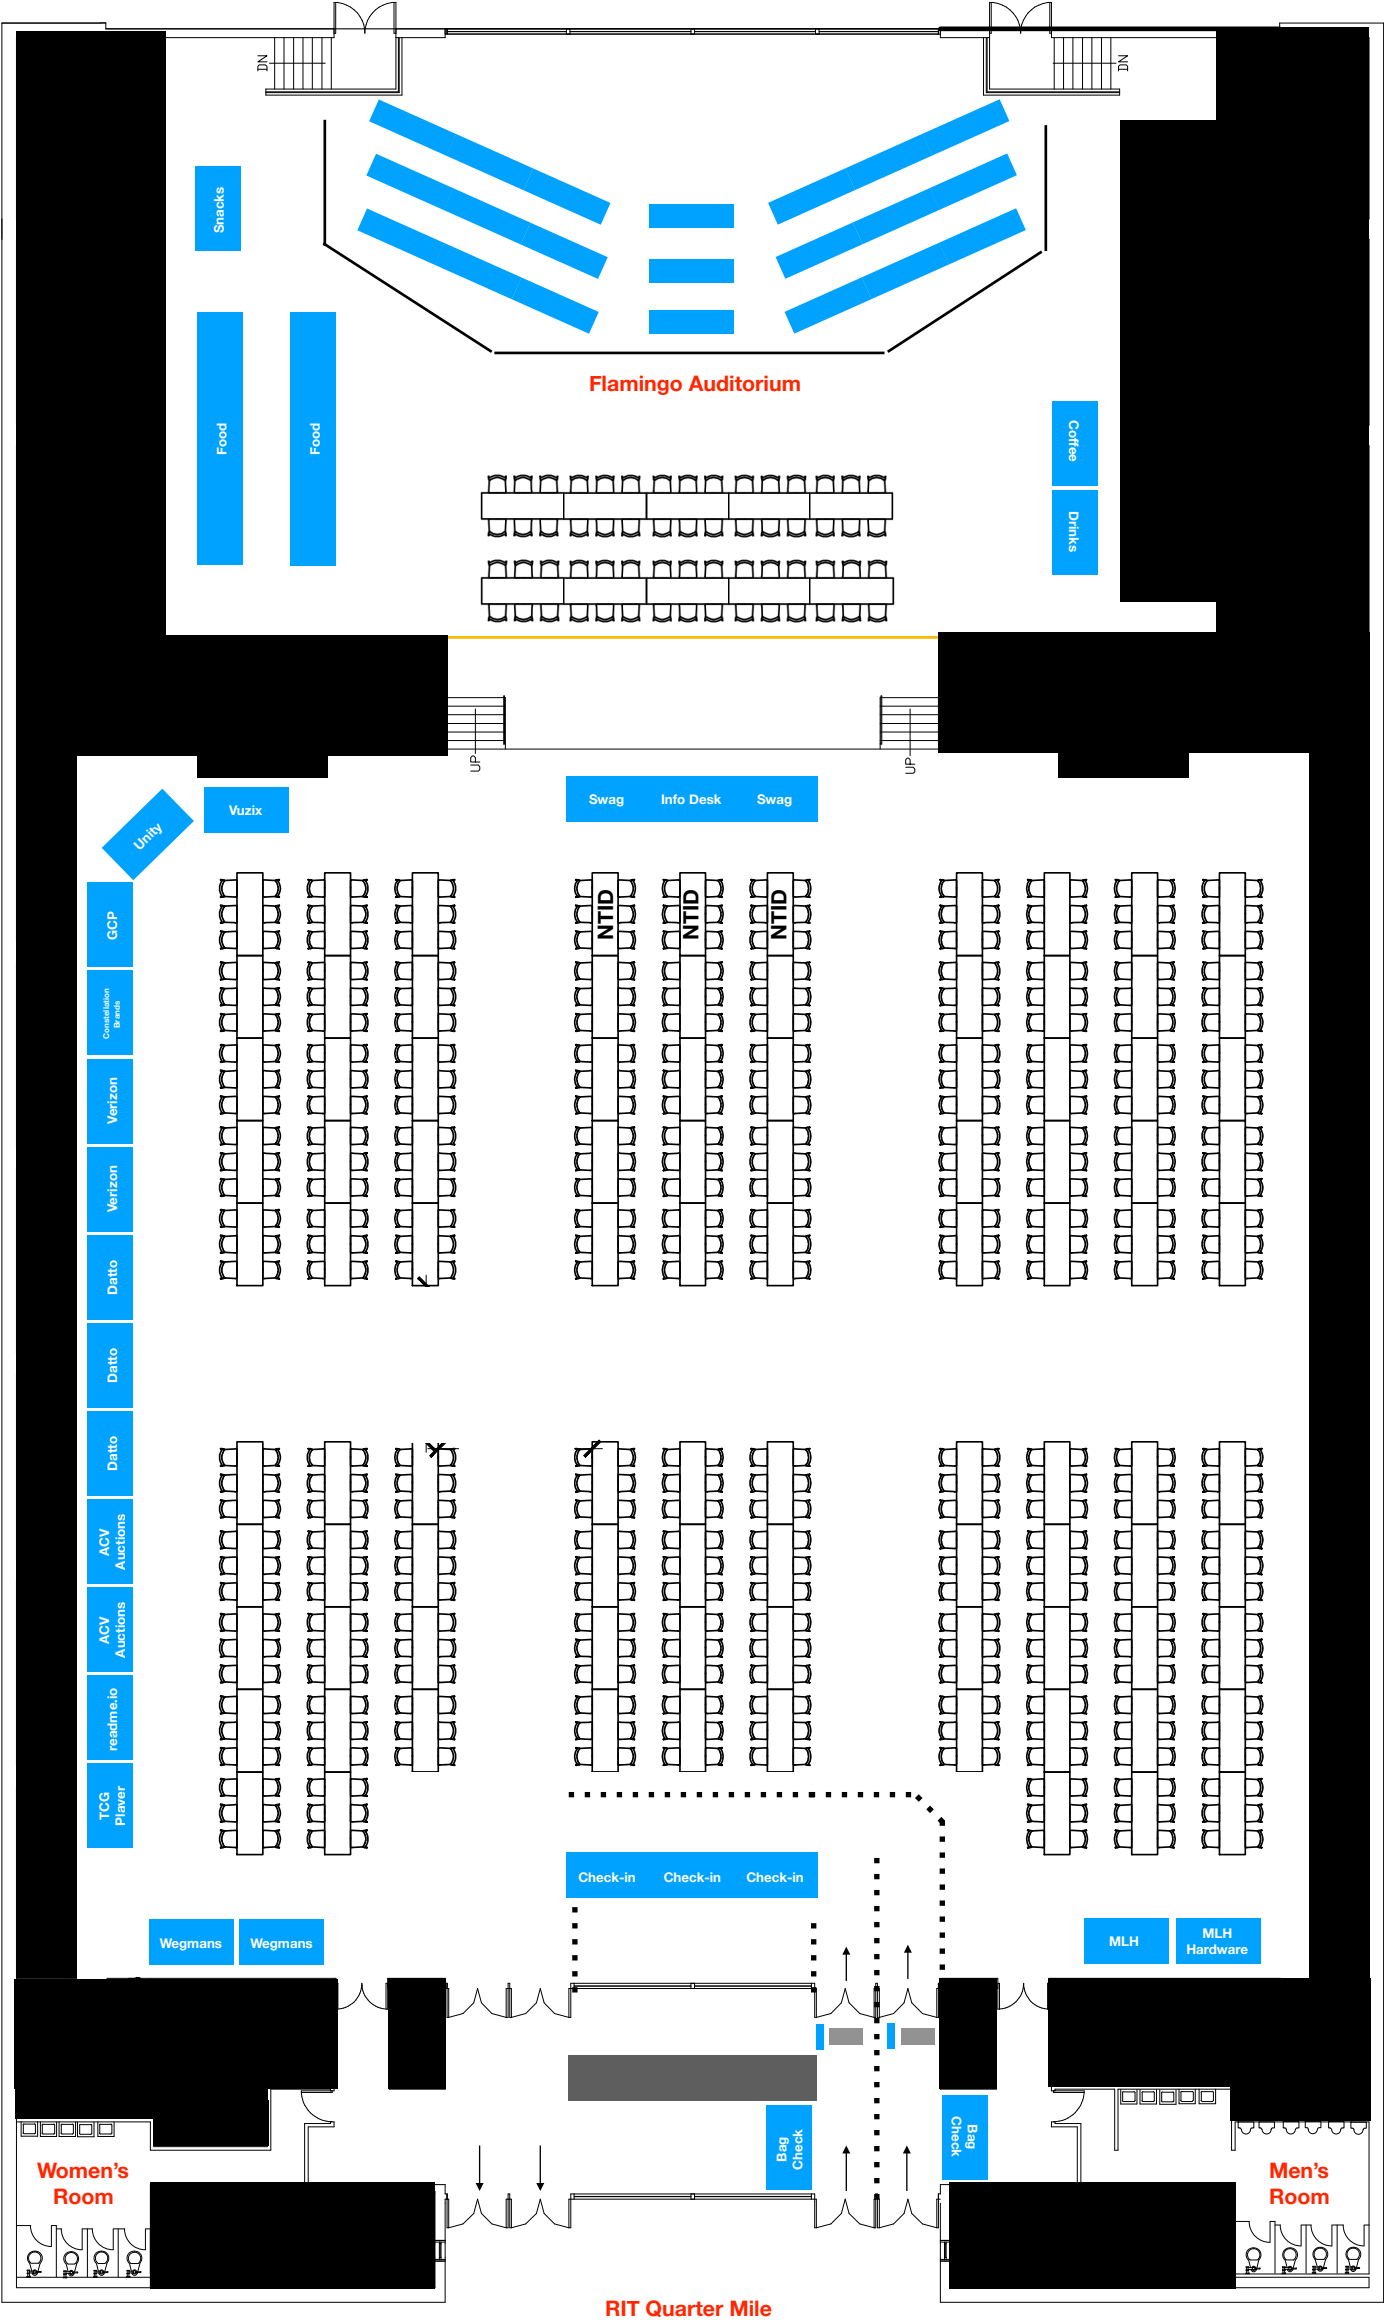 DN
DN
Snacks
Flamingo Auditorium
Food
Food
Coffee
Drinks
UP
UP
Swag
Info Desk
Swag
Vuzix
Unity
GCP
NTID
NTID
NTID
Constellation
Brands
Verizon
Verizon
Datto
Datto
Datto
ACV
Auctions
ACV
Auctions
readme.io
TCG
Player
Check-in
Check-in
Check-in
Wegmans
Wegmans
MLH
MLH
Hardware
Bag
Check
Bag
Check
Women's
Room
Men's
Room
RIT Quarter Mile